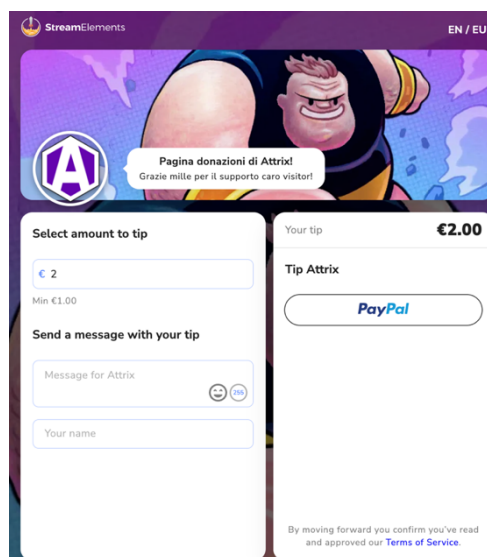 StreamElements
EN / EU
Pagina donazioni di Attrix!
Grazie mille per il supporto caro visitor!
Select amount to tip
€ 2
Min €1.00
Send a message with your tip
Message for Attrix
255
Your name
Your tip
€2.00
Tip Attrix
PayPal
By moving forward you confirm you've read
and approved our Terms of Service.